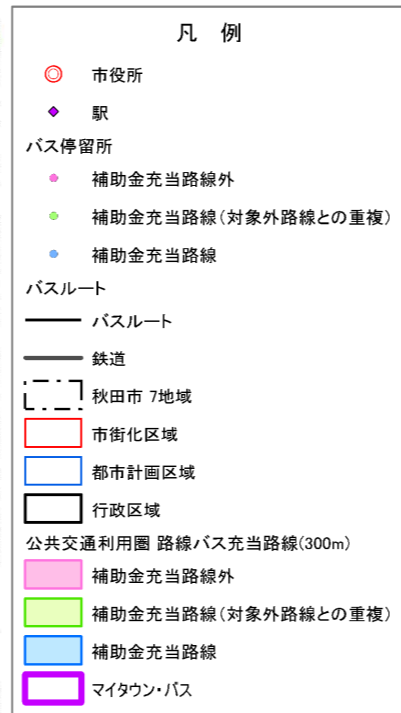 凡 例
市役所
駅
バス停留所
補助金充当路線外
補助金充当路線(対象外路線との重複)
補助金充当路線
バスルート
バスルート
鉄道
秋田市 7地域
市街化区域
都市計画区域
行政区域
公共交通利用圏 路線バス充当路線(300m)
補助金充当路線外
補助金充当路線(対象外路線との重複)
補助金充当路線
マイタウン・バス